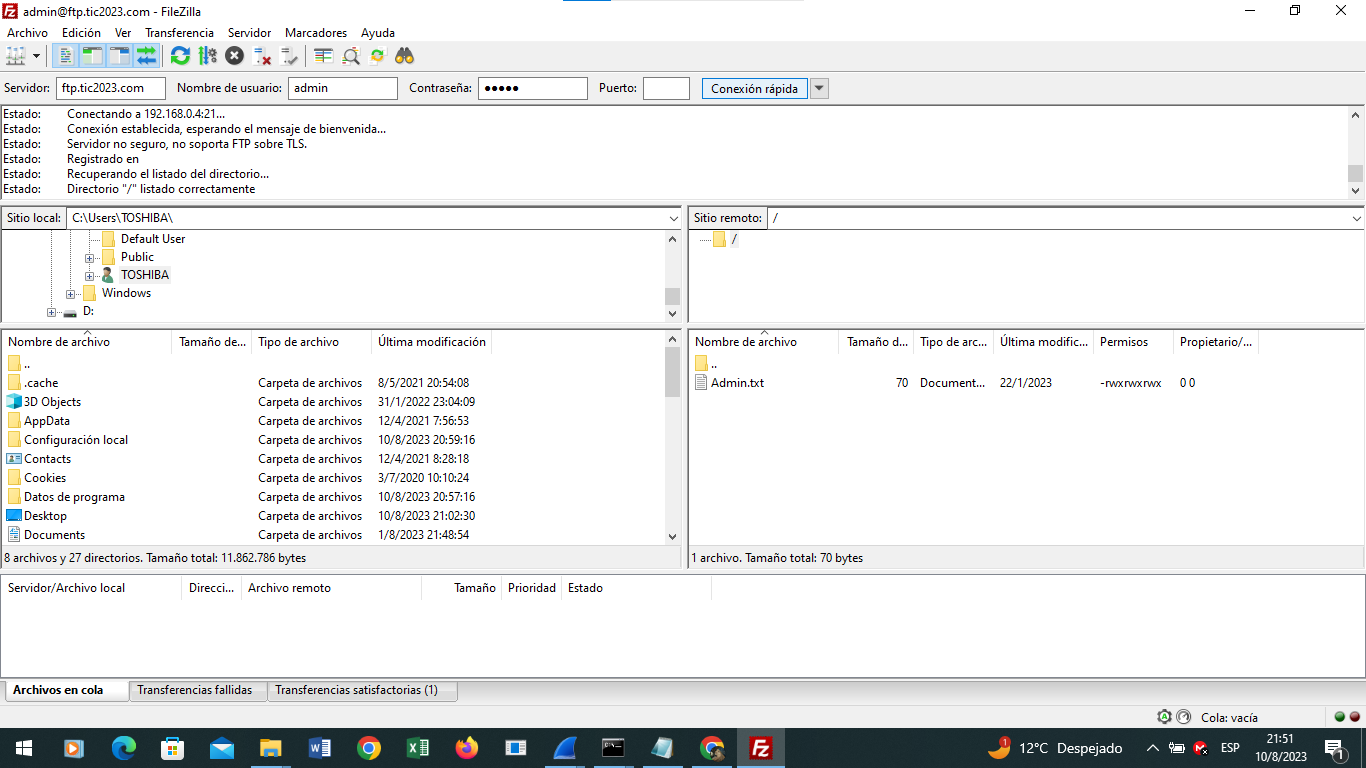 admin@ftp.tic2023.com - FileZilla
Archivo Edición Ver Transferencia Servidor Marcadores Ayuda
Servidor: ftp.tic2023.com Nombre de usuario: admin Contraseña: ●●●●● Puerto: Conexión rápida
Estado: Conectando a 192.168.0.4:21...
Estado: Conexión establecida, esperando el mensaje de bienvenida...
Estado: Servidor no seguro, no soporta FTP sobre TLS.
Estado: Registrado en
Estado: Recuperando el listado del directorio...
Estado: Directorio "/" listado correctamente
Sitio local: C:\Users\TOSHIBA\
Default User
Public
TOSHIBA
Windows
D:
Sitio remoto: /
/
Nombre de archivo Tamaño de... Tipo de archivo Última modificación
..
.cache Carpeta de archivos 8/5/2021 20:54:08
3D Objects Carpeta de archivos 31/1/2022 23:04:09
AppData Carpeta de archivos 12/4/2021 7:56:53
Configuración local Carpeta de archivos 10/8/2023 20:59:16
Contacts Carpeta de archivos 12/4/2021 8:28:18
Cookies Carpeta de archivos 3/7/2020 10:10:24
Datos de programa Carpeta de archivos 10/8/2023 20:57:16
Desktop Carpeta de archivos 10/8/2023 21:02:30
Documents Carpeta de archivos 1/8/2023 21:48:54
8 archivos y 27 directorios. Tamaño total: 11.862.786 bytes
Nombre de archivo Tamaño d... Tipo de arc... Última modific... Permisos Propietario/...
..
Admin.txt 70 Document... 22/1/2023 -rwxrwxrwx 0 0
1 archivo. Tamaño total: 70 bytes
Servidor/Archivo local Direcci... Archivo remoto Tamaño Prioridad Estado
Archivos en cola Transferencias fallidas Transferencias satisfactorias (1)
Cola: vacía
1 12°C Despejado ESP 21:51
10/8/2023 1